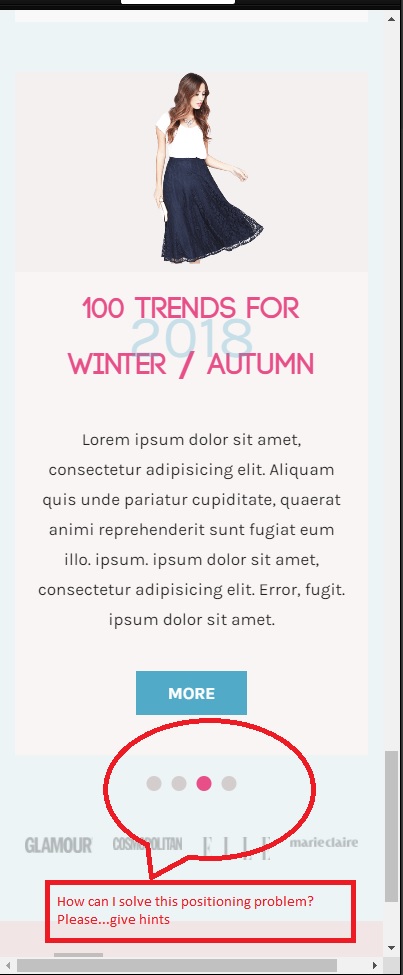 100 TRENDS FOR
2018
WINTER / AUTUMN
Lorem ipsum dolor sit amet,
consectetur adipisicing elit. Aliquam
quis unde pariatur cupiditate, quaerat
animi reprehenderit sunt fugiat eum
illo. ipsum. ipsum dolor sit amet,
consectetur adipisicing elit. Error, fugit.
ipsum dolor sit amet.
MORE
GLAMOUR COSMOPOLITAN ELLE marie claire
How can I solve this positioning problem?
Please...give hints